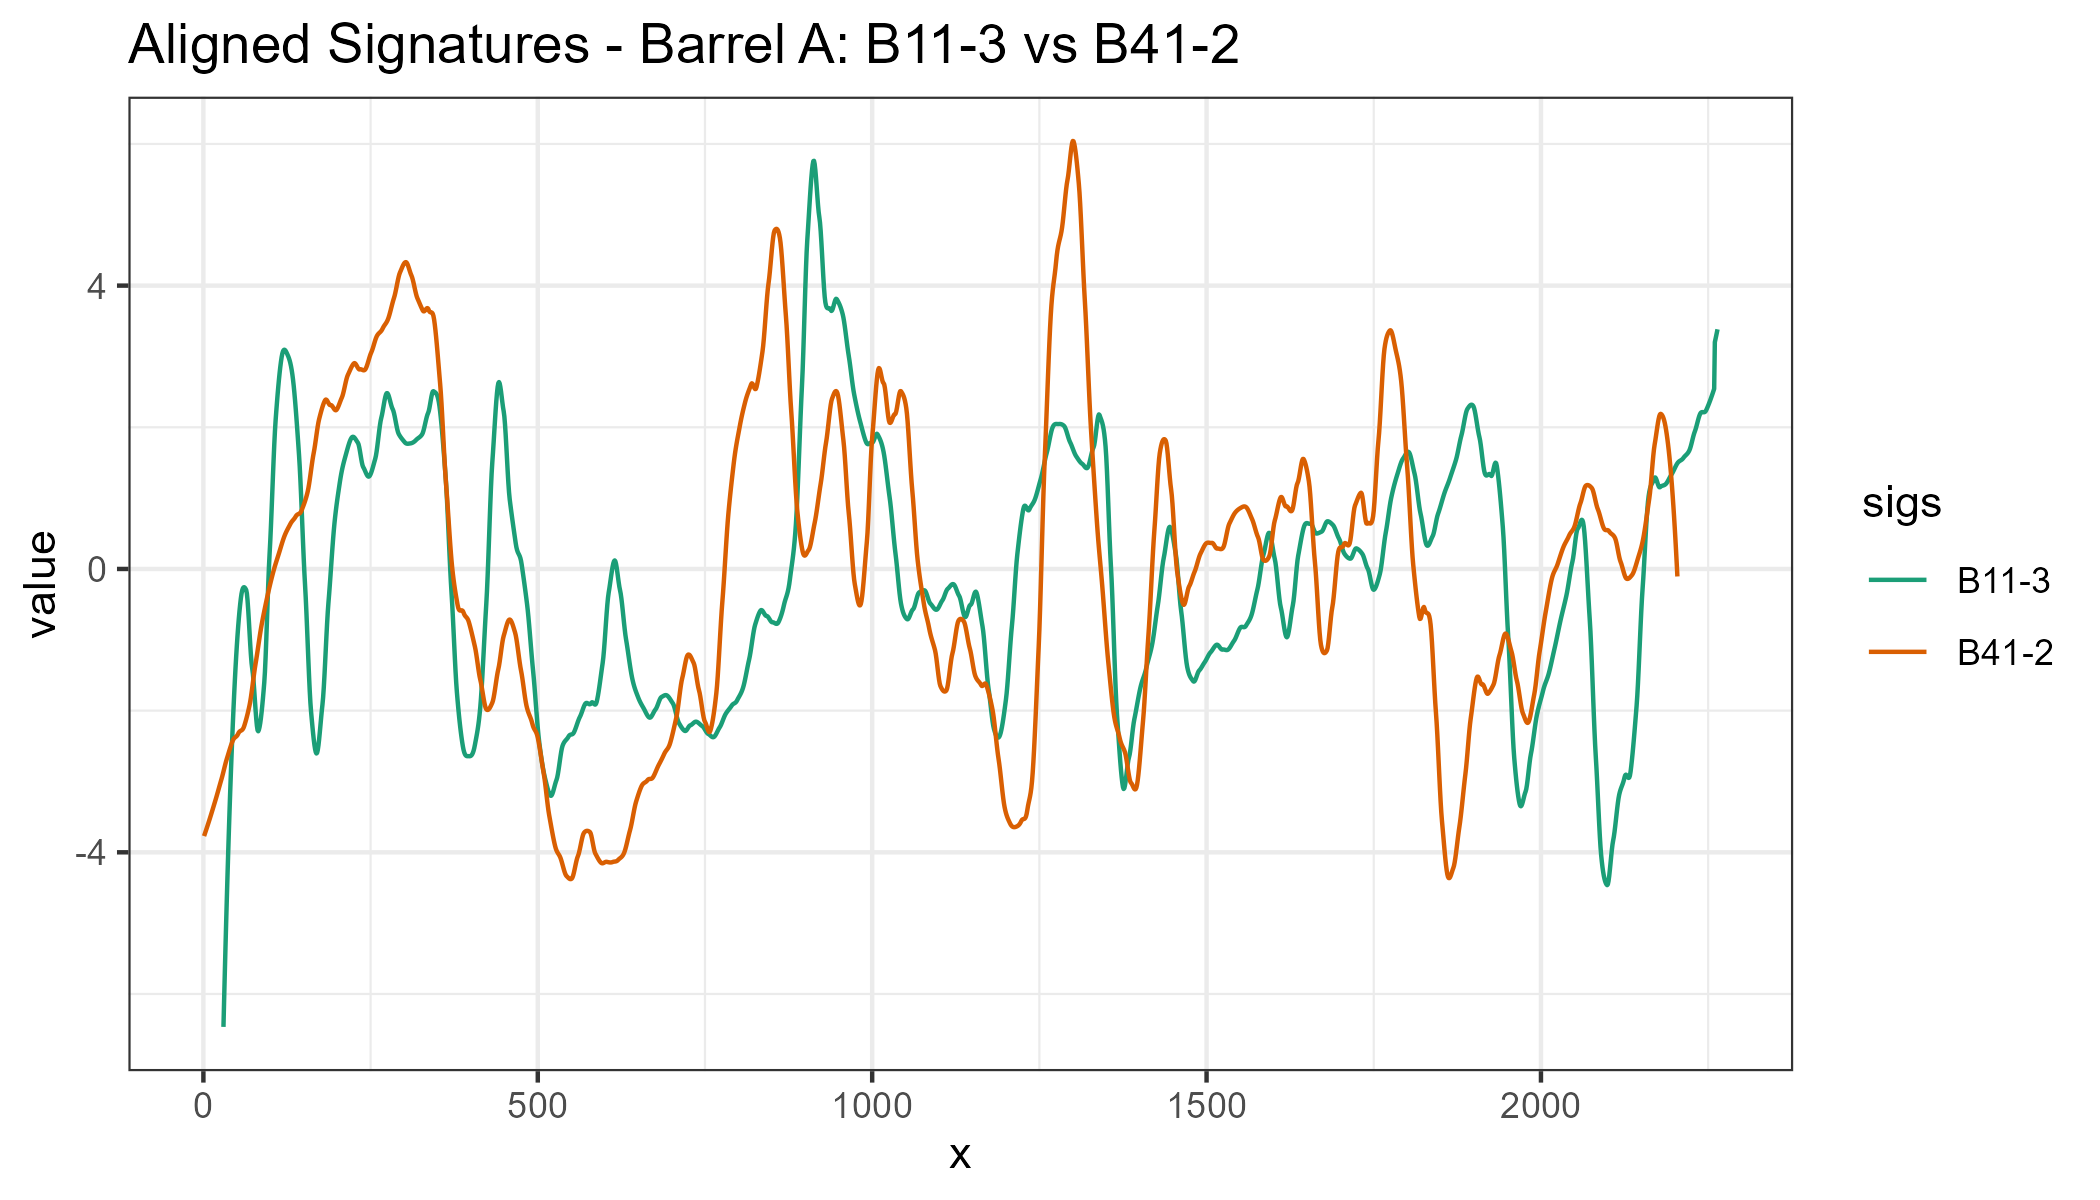 Aligned Signatures - Barrel A: B11-3 vs B41-2
value
4
0
-4
0 500 1000 1500 2000
x
sigs
B11-3
B41-2